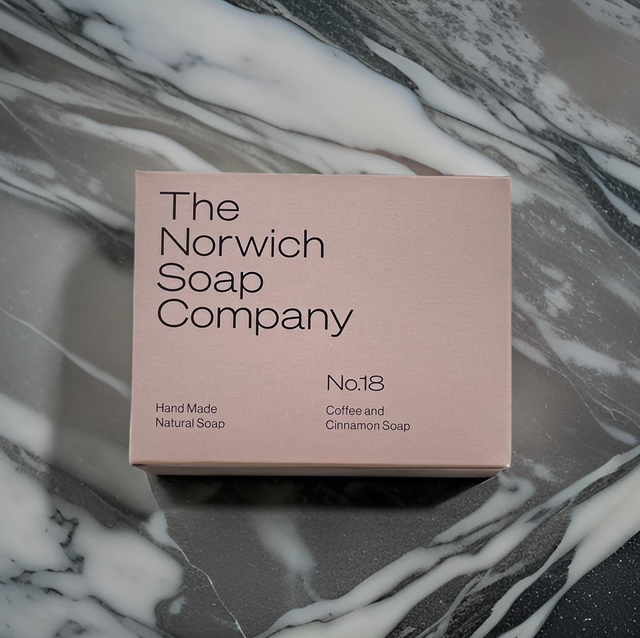 The
Norwich
Soap
Company
No.18
Hand Made
Natural Soap
Coffee and
Cinnamon Soap